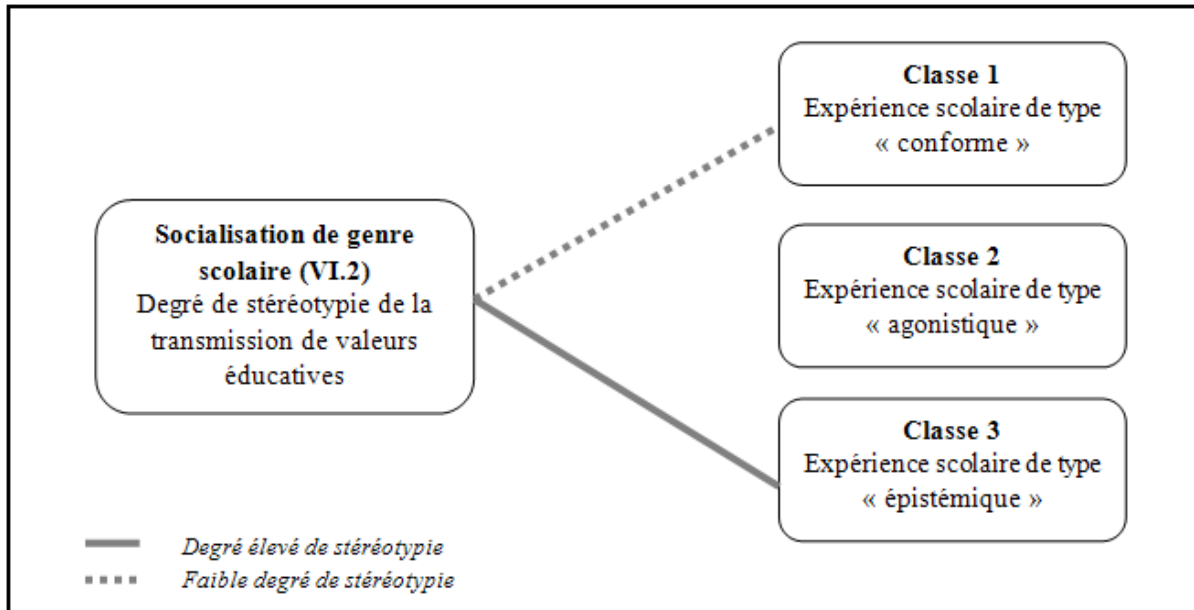 Socialisation de genre
scolaire (VI.2)
Degré de stéréotypie de la
transmission de valeurs
éducatives
Classe 1
Expérience scolaire de type
« conforme »
Classe 2
Expérience scolaire de type
« agonistique »
Classe 3
Expérience scolaire de type
« épistémique »
Degré élevé de stéréotypie
Faible degré de stéréotypie